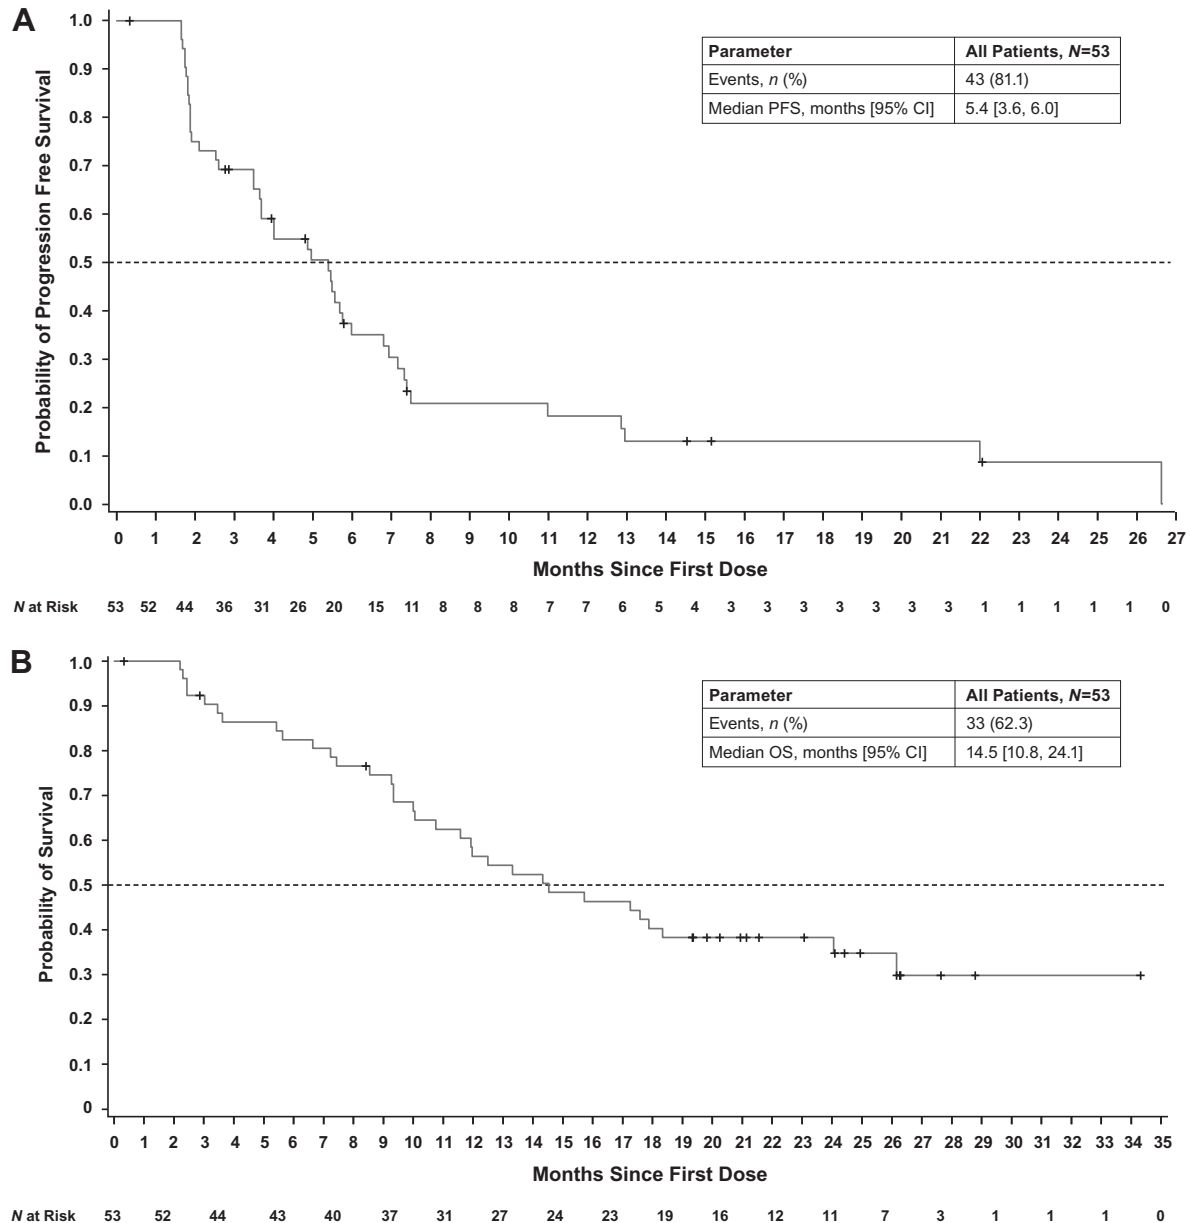 A
Probability of Progression Free Survival
1.0
0.9
0.8
0.7
0.6
0.5
0.4
0.3
0.2
0.1
0.0
Parameter All Patients, N=53
Events, n (%) 43 (81.1)
Median PFS, months [95% CI] 5.4 [3.6, 6.0]
0 1 2 3 4 5 6 7 8 9 10 11 12 13 14 15 16 17 18 19 20 21 22 23 24 25 26 27
Months Since First Dose
N at Risk 53 52 44 36 31 26 20 15 11 8 8 8 7 7 6 5 4 3 3 3 3 3 3 3 1 1 1 1 1 0
B
Probability of Survival
1.0
0.9
0.8
0.7
0.6
0.5
0.4
0.3
0.2
0.1
0
Parameter All Patients, N=53
Events, n (%) 33 (62.3)
Median OS, months [95% CI] 14.5 [10.8, 24.1]
0 1 2 3 4 5 6 7 8 9 10 11 12 13 14 15 16 17 18 19 20 21 22 23 24 25 26 27 28 29 30 31 32 33 34 35
Months Since First Dose
N at Risk 53 52 44 43 40 37 31 27 24 23 19 16 12 11 7 3 1 1 1 0